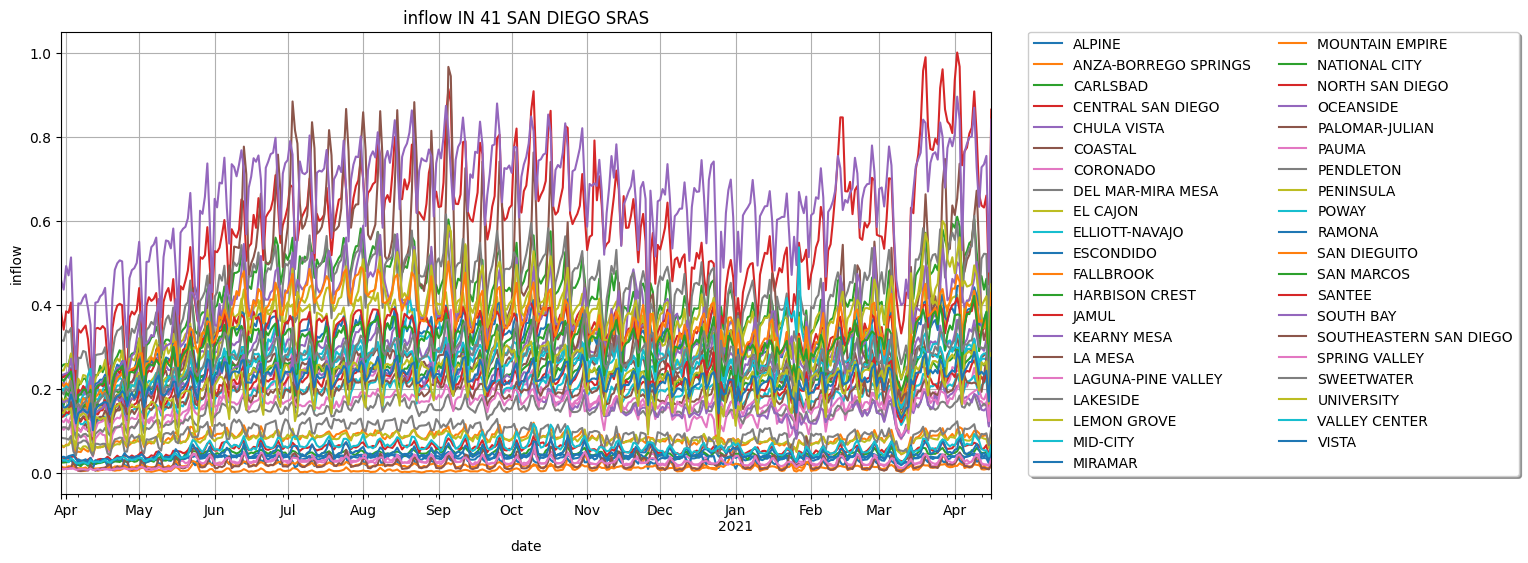 inflow IN 41 SAN DIEGO SRAS
1.0
0.8
0.6
0.4
0.2
0.0
inflow
Apr May Jun Jul Aug Sep Oct Nov Dec Jan Feb Mar Apr
2021
date
ALPINE
ANZA-BORREGO SPRINGS
CARLSBAD
CENTRAL SAN DIEGO
CHULA VISTA
COASTAL
CORONADO
DEL MAR-MIRA MESA
EL CAJON
ELLIOTT-NAVAJO
ESCONDIDO
FALLBROOK
HARBISON CREST
JAMUL
KEARNY MESA
LA MESA
LAGUNA-PINE VALLEY
LAKESIDE
LEMON GROVE
MID-CITY
MIRAMAR
MOUNTAIN EMPIRE
NATIONAL CITY
NORTH SAN DIEGO
OCEANSIDE
PALOMAR-JULIAN
PAUMA
PENDLETON
PENINSULA
POWAY
RAMONA
SAN DIEGUITO
SAN MARCOS
SANTEE
SOUTH BAY
SOUTHEASTERN SAN DIEGO
SPRING VALLEY
SWEETWATER
UNIVERSITY
VALLEY CENTER
VISTA